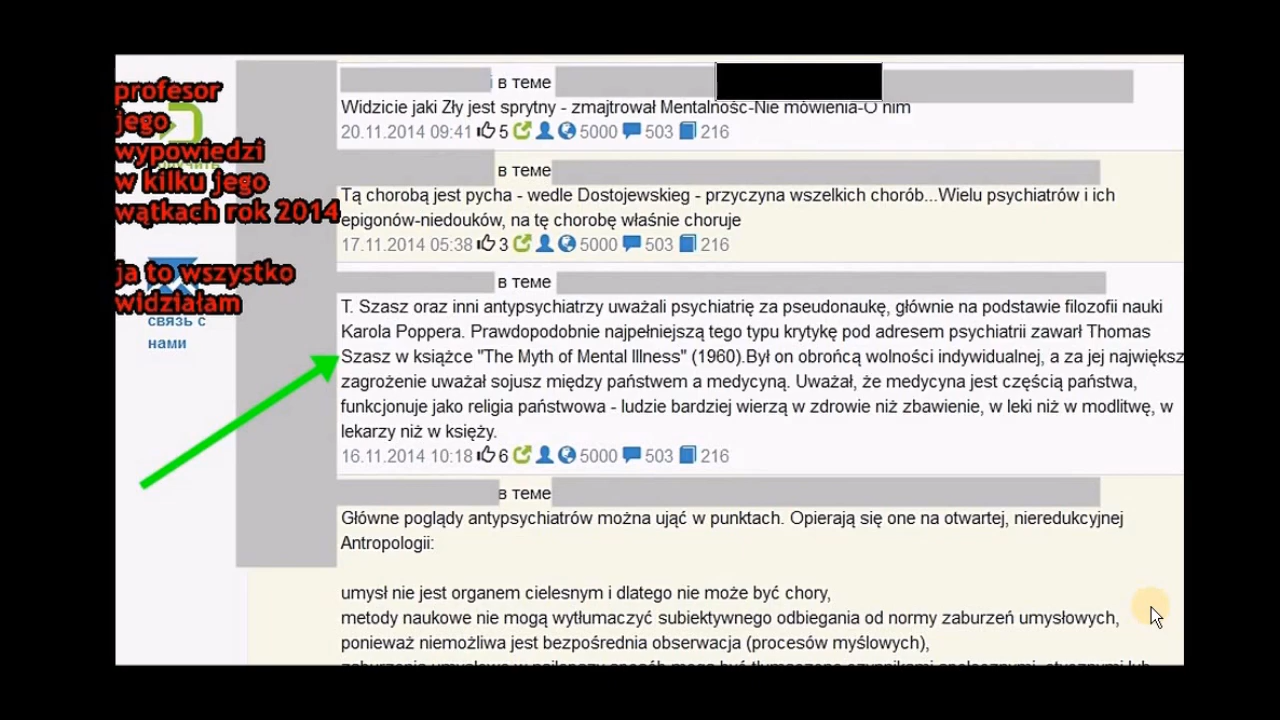 profesor
jego
wypowiedzi
w kilku jego
wątkach rok 2014
ja to wszystko
widziałam
связь с
нами
в теме
Widzicie jaki Zły jest sprytny - zmajtrował Mentalność-Nie mówienia-O nim
20.11.2014 09:41 5 5000 503 216
в теме
Tą chorobą jest pycha - wedle Dostojewskieg - przyczyna wszelkich chorób...Wielu psychiatrów i ich
epigonów-niedouków, na tę chorobę właśnie choruje
17.11.2014 05:38 3 5000 503 216
в теме
T. Szasz oraz inni antypsychiatrzy uważali psychiatrię za pseudonaukę, głównie na podstawie filozofii nauki
Karola Poppera. Prawdopodobnie najpełniejszą tego typu krytykę pod adresem psychiatrii zawarł Thomas
Szasz w książce "The Myth of Mental Illness" (1960).Był on obrońcą wolności indywidualnej, a za jej największ
zagrożenie uważał sojusz między państwem a medycyną. Uważał, że medycyna jest częścią państwa,
funkcjonuje jako religia państwowa - ludzie bardziej wierzą w zdrowie niż zbawienie, w leki niż w modlitwę, w
lekarzy niż w księży.
16.11.2014 10:18 6 5000 503 216
в теме
Główne poglądy antypsychiatrów można ująć w punktach. Opierają się one na otwartej, nieredukcyjnej
Antropologii:
umysł nie jest organem cielesnym i dlatego nie może być chory,
metody naukowe nie mogą wytłumaczyć subiektywnego odbiegania od normy zaburzeń umysłowych,
ponieważ niemożliwa jest bezpośrednia obserwacja (procesów myślowych),